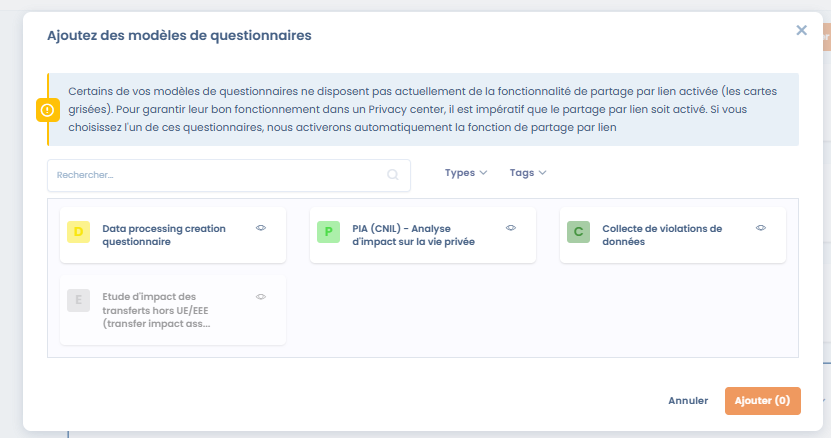 Ajoutez des modèles de questionnaires
Certains de vos modèles de questionnaires ne disposent pas actuellement de la fonctionnalité de partage par lien activée (les cartes
grisées). Pour garantir leur bon fonctionnement dans un Privacy center, il est impératif que le partage par lien soit activé. Si vous
choisissez l'un de ces questionnaires, nous activerons automatiquement la fonction de partage par lien
Rechercher...
Types
Tags
D
Data processing creation
questionnaire
P
PIA (CNIL) - Analyse
d'impact sur la vie privée
C
Collecte de violations de
données
E
Etude d'impact des
transferts hors UE/EEE
(transfer impact ass...
Annuler
Ajouter (0)